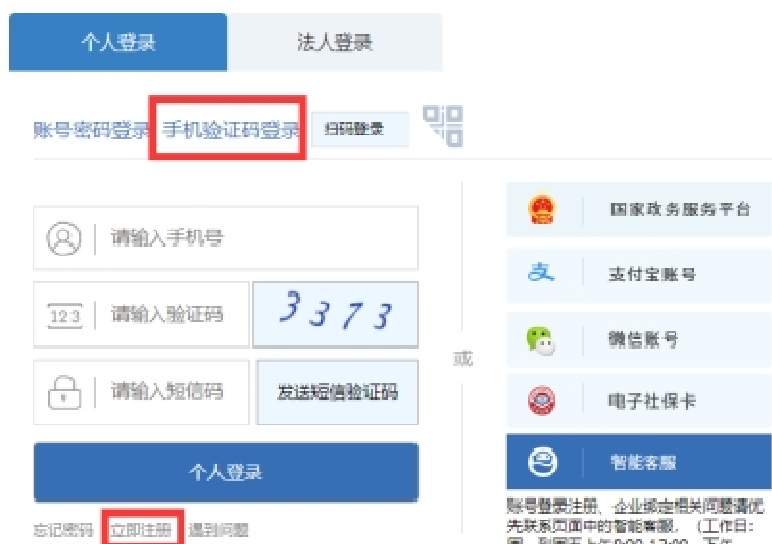 个人登录
法人登录
账号密码登录
手机验证码登录
扫码登录
请输入手机号
123
请输入验证码
3373
请输入短信码
发送短信验证码
个人登录
忘记密码
立即注册
遇到问题
或
国家政务服务平台
支付宝账号
微信账号
电子社保卡
智能客服
账号登录注册、企业绑定相关问题请优
先联系页面中的智能客服。（工作日：